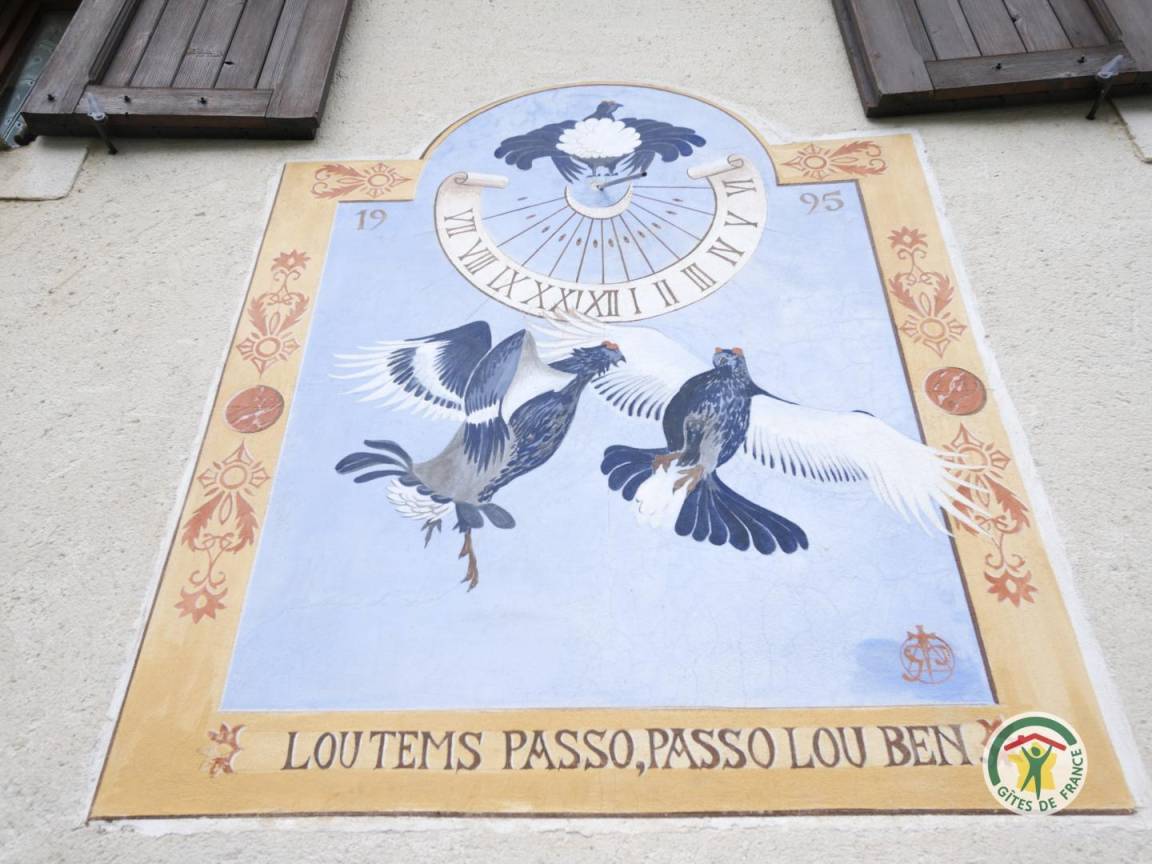 19 95
VII VIII IX X XI XII I II III IV V VI
LOU TEMS PASSO, PASSO LOU BEN.
GÎTES DE FRANCE